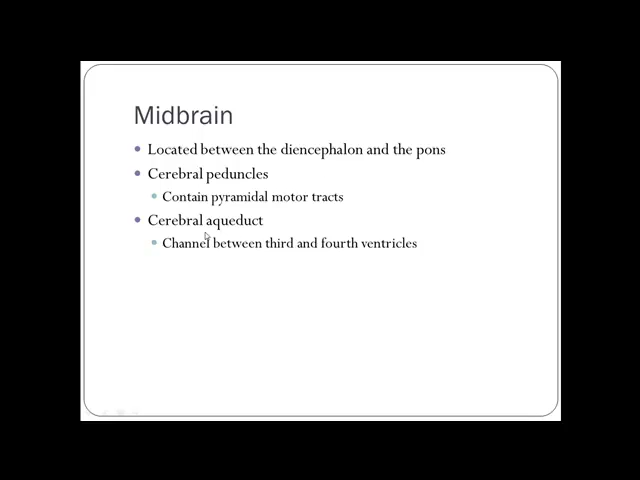 Midbrain
Located between the diencephalon and the pons
Cerebral peduncles
Contain pyramidal motor tracts
Cerebral aqueduct
Channel between third and fourth ventricles